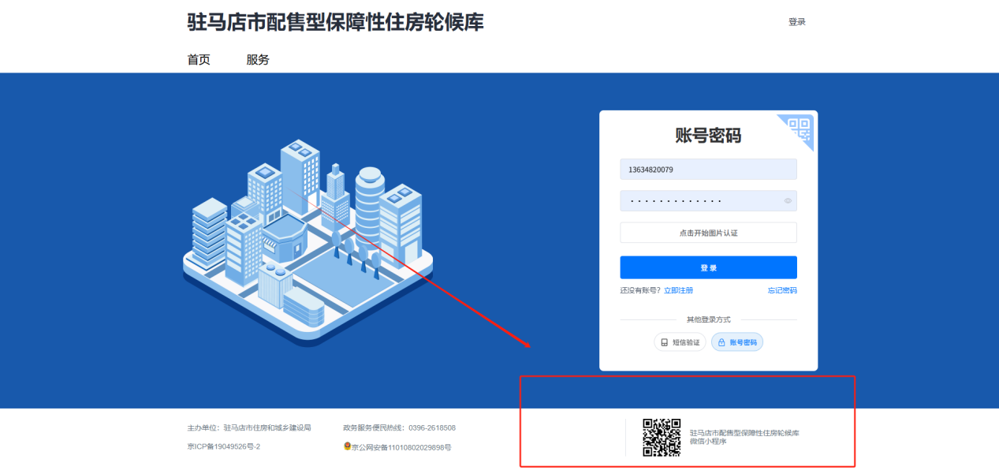 驻马店市配售型保障性住房轮候库
登录
首页 服务
账号密码
13634820079
点击开始图片认证
登 录
还没有账号? 立即注册 忘记密码
其他登录方式
短信验证 账号密码
主办单位：驻马店市住房和城乡建设局
政务服务便民热线：0396-2618508
京ICP备19049526号-2
京公网安备11010802029898号
驻马店市配售型保障性住房轮候库
微信小程序